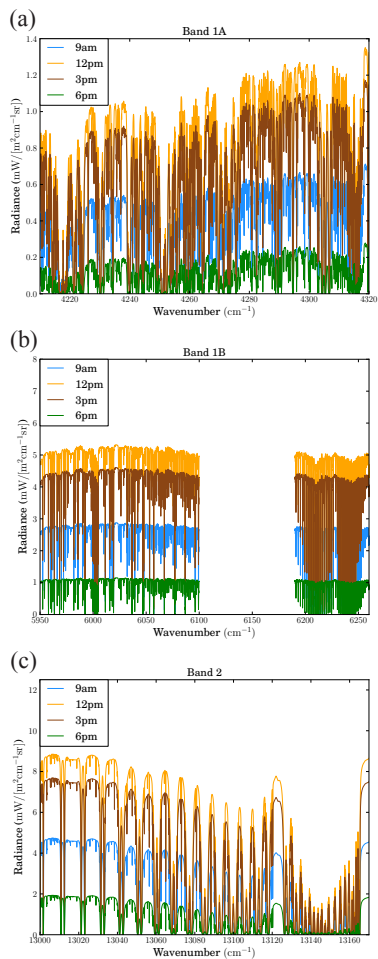 (a)
Band 1A
9am
12pm
3pm
6pm
Radiance (mW/[m²cm⁻¹sr]
1.4
1.2
1.0
0.8
0.6
0.4
0.2
0.0
4220 4240 4260 4280 4300 4320
Wavenumber (cm⁻¹)
(b)
Band 1B
9am
12pm
3pm
6pm
Radiance (mW/[m²cm⁻¹sr]
8
7
6
5
4
3
2
1
0
5950 6000 6050 6100 6150 6200 6250
Wavenumber (cm⁻¹)
(c)
Band 2
9am
12pm
3pm
6pm
Radiance (mW/[m²cm⁻¹sr]
12
10
8
6
4
2
0
13000 13020 13040 13060 13080 13100 13120 13140 13160
Wavenumber (cm⁻¹)